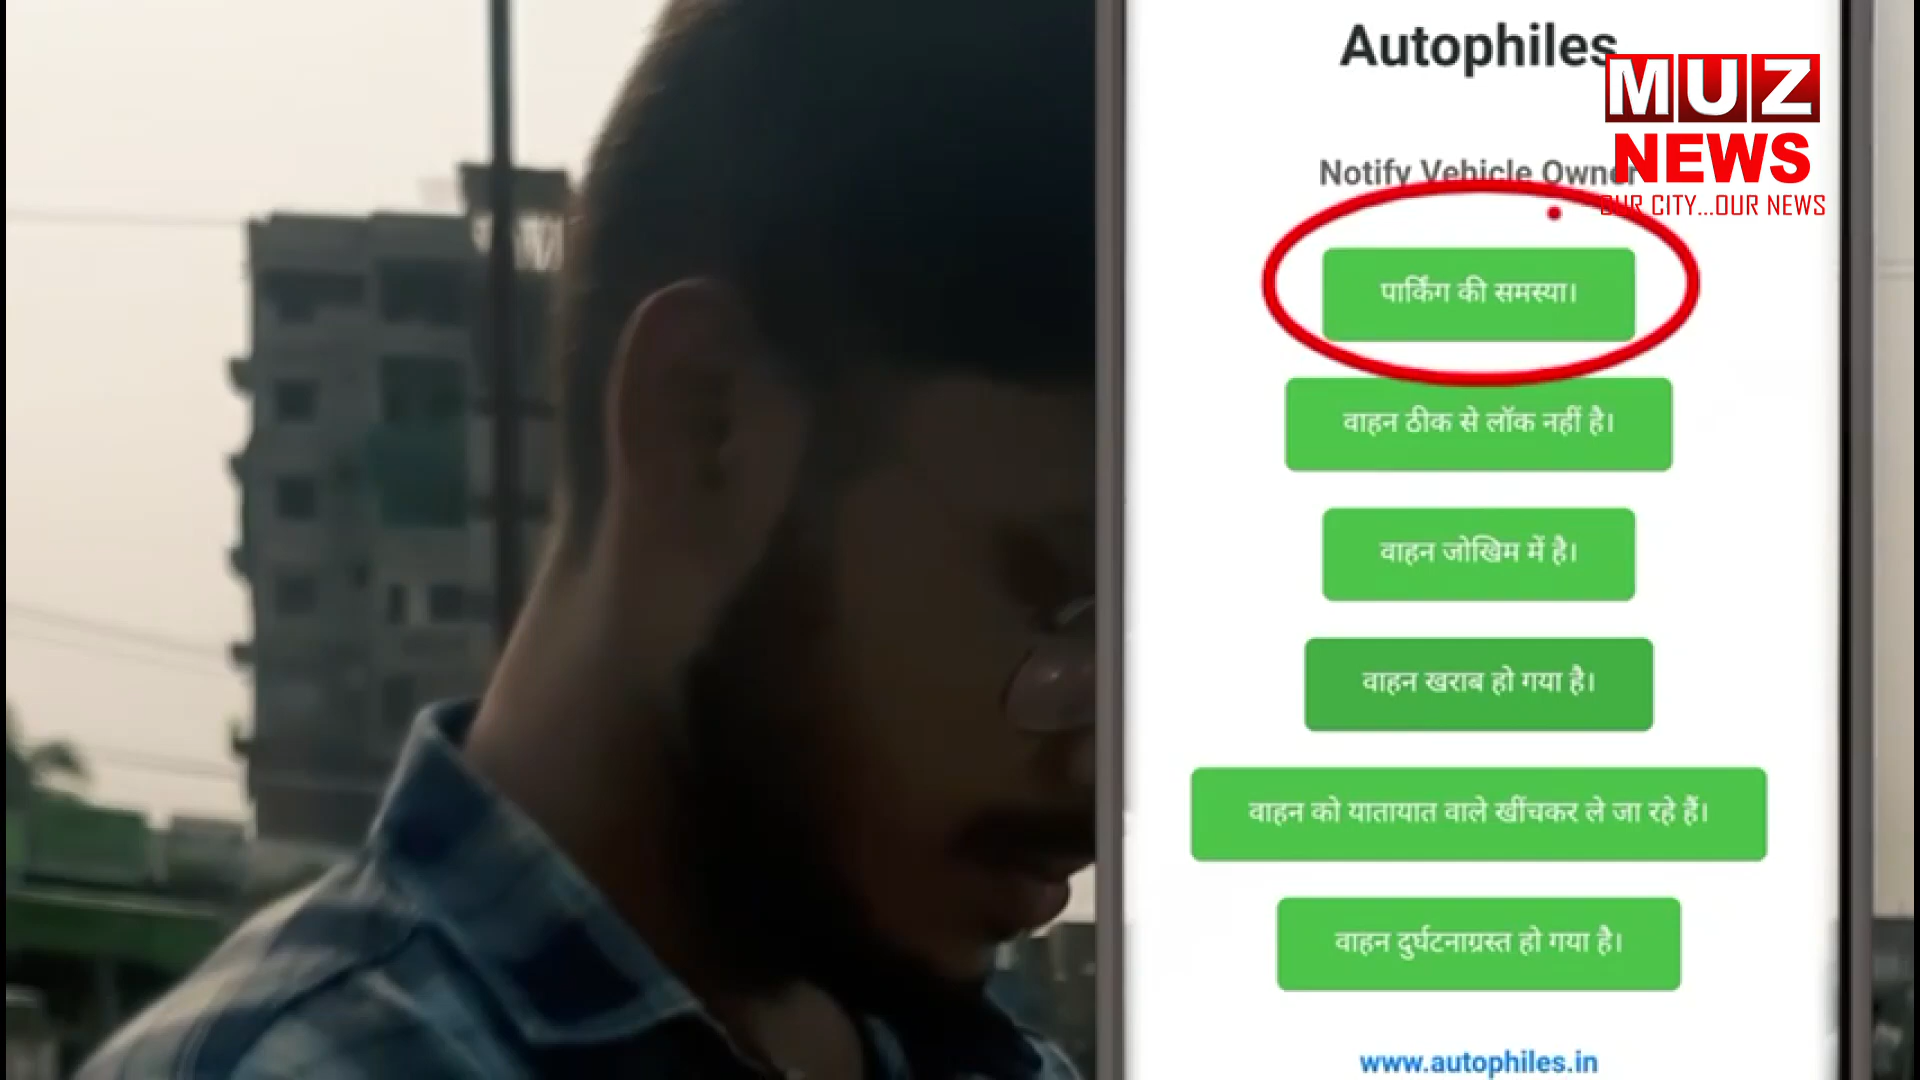 Autophiles
MUZ
NEWS
OUR CITY...OUR NEWS
Notify Vehicle Owner
पार्किंग की समस्या।
वाहन ठीक से लॉक नहीं है।
वाहन जोखिम में है।
वाहन खराब हो गया है।
वाहन को यातायात वाले खींचकर ले जा रहे हैं।
वाहन दुर्घटनाग्रस्त हो गया है।
www.autophiles.in